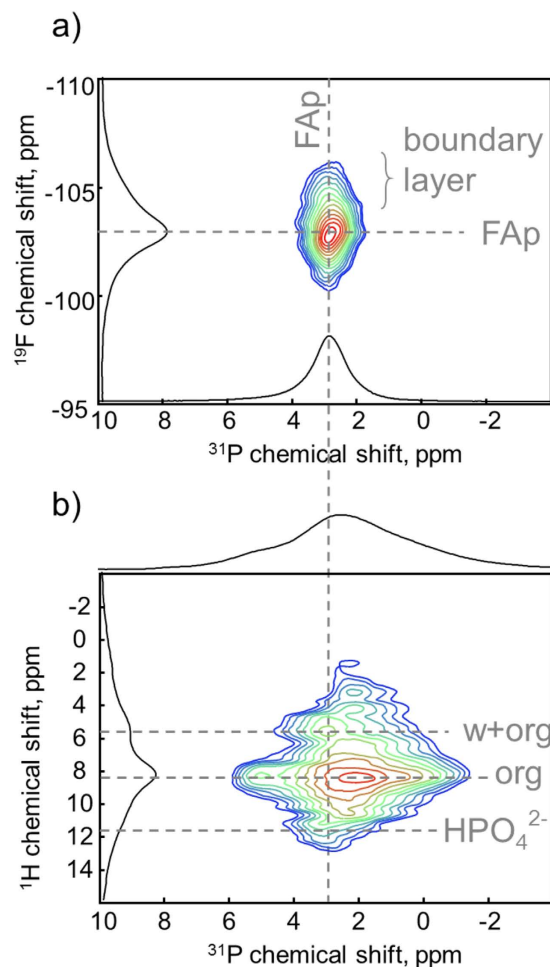 a)
-110
-105
-100
-95
19F chemical shift, ppm
FAp
boundary
layer
FAp
10 8 6 4 2 0 -2
31P chemical shift, ppm
b)
-2
0
2
4
6
8
10
12
14
1H chemical shift, ppm
w+org
org
HPO₄²⁻
10 8 6 4 2 0 -2
31P chemical shift, ppm